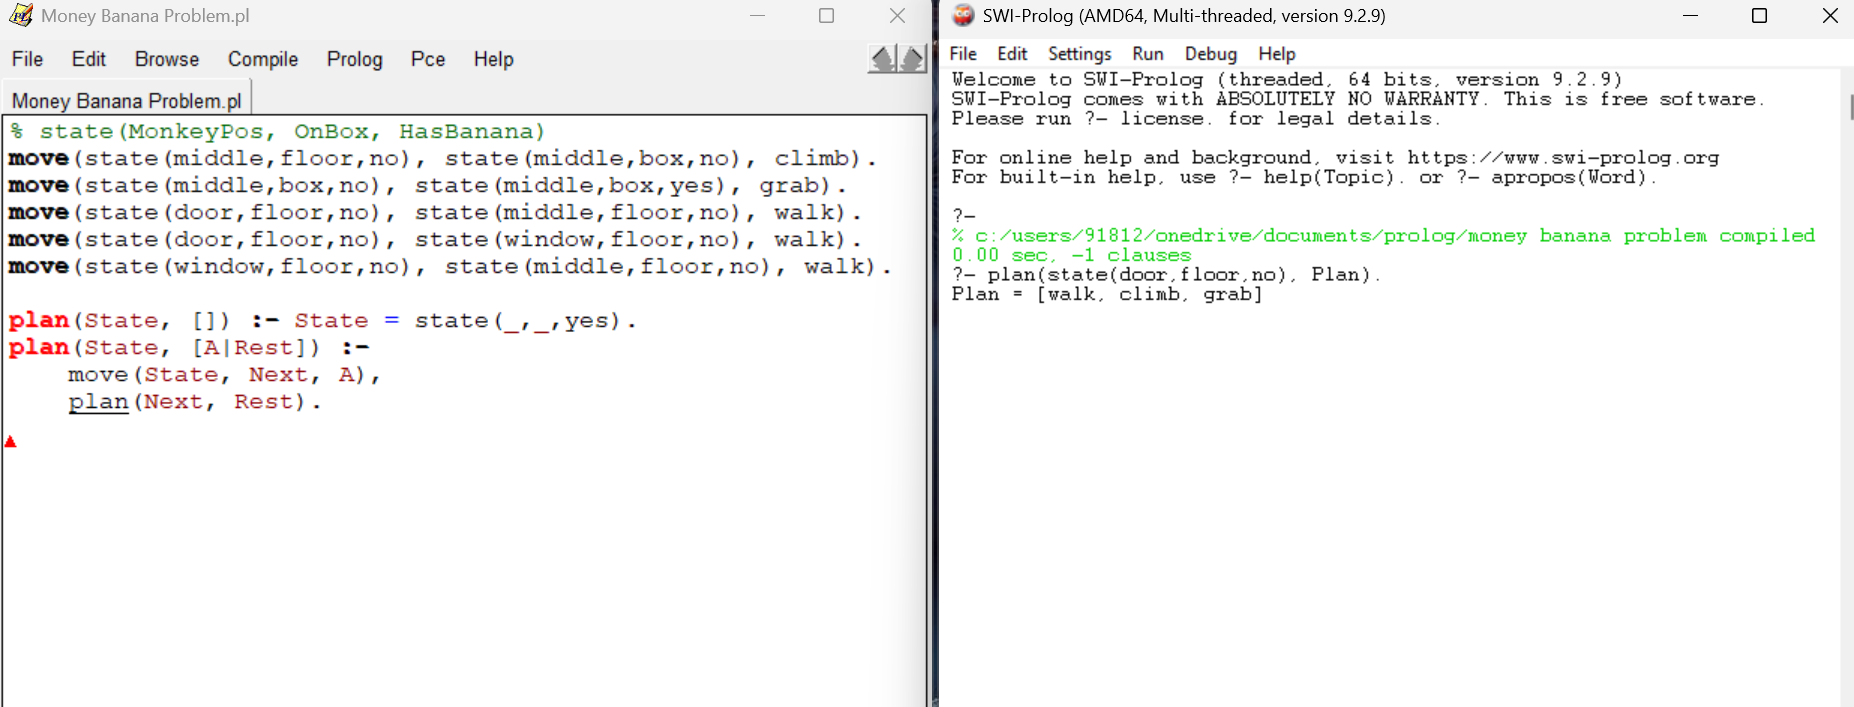 Money Banana Problem.pl
File Edit Browse Compile Prolog Pce Help
Money Banana Problem.pl
% state(MonkeyPos, OnBox, HasBanana)
move(state(middle,floor,no), state(middle,box,no), climb).
move(state(middle,box,no), state(middle,box,yes), grab).
move(state(door,floor,no), state(middle,floor,no), walk).
move(state(door,floor,no), state(window,floor,no), walk).
move(state(window,floor,no), state(middle,floor,no), walk).
plan(State, []) :- State = state(_,_,yes).
plan(State, [A|Rest]) :-
    move(State, Next, A),
    plan(Next, Rest).
SWI-Prolog (AMD64, Multi-threaded, version 9.2.9)
File Edit Settings Run Debug Help
Welcome to SWI-Prolog (threaded, 64 bits, version 9.2.9)
SWI-Prolog comes with ABSOLUTELY NO WARRANTY. This is free software.
Please run ?- license. for legal details.
For online help and background, visit https://www.swi-prolog.org
For built-in help, use ?- help(Topic). or ?- apropos(Word).
?-
% c:/users/91812/onedrive/documents/prolog/money banana problem compiled
0.00 sec, -1 clauses
?- plan(state(door,floor,no), Plan).
Plan = [walk, climb, grab]